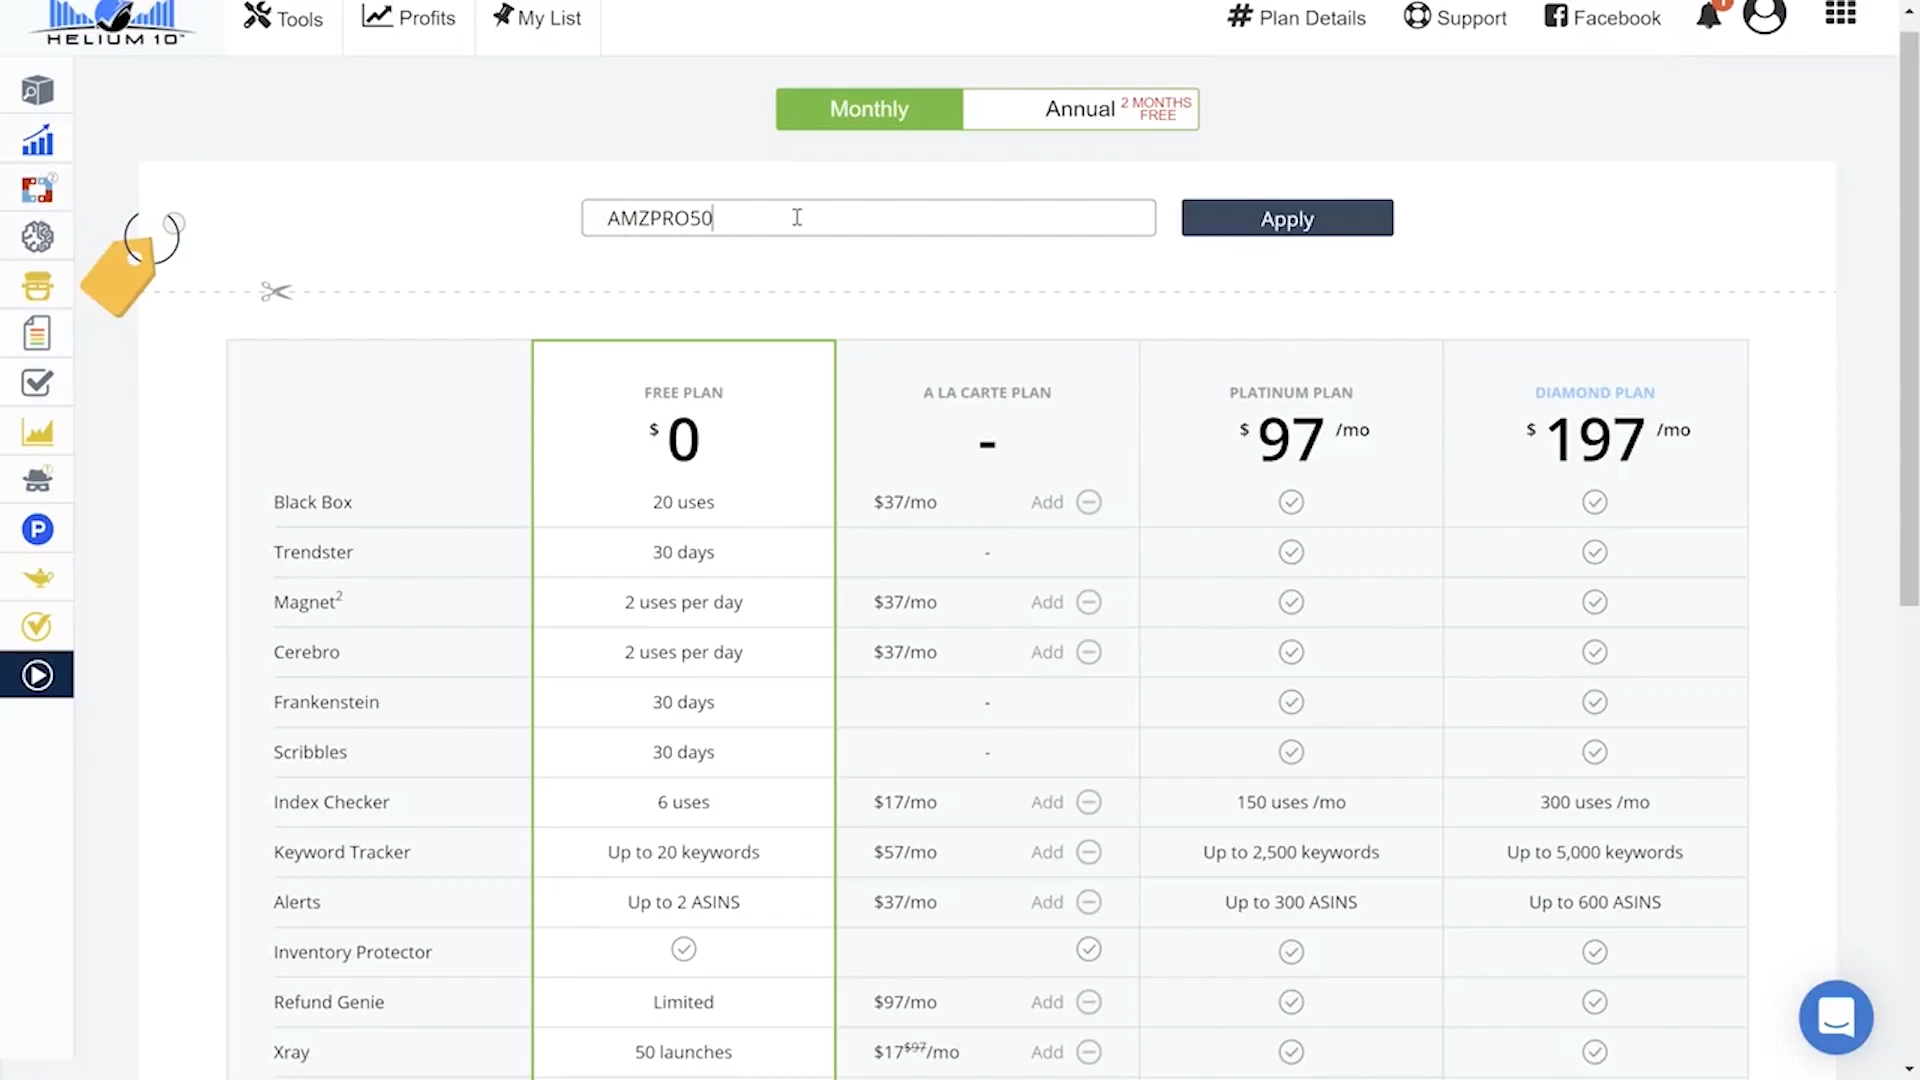 HELIUM 10™
Tools
Profits
My List
Plan Details
Support
Facebook
1
Monthly
Annual 2 MONTHS FREE
AMZPRO50
Apply
FREE PLAN
$ 0
A LA CARTE PLAN
-
PLATINUM PLAN
$ 97 /mo
DIAMOND PLAN
$ 197 /mo
Black Box 20 uses $37/mo Add
Trendster 30 days -
Magnet² 2 uses per day $37/mo Add
Cerebro 2 uses per day $37/mo Add
Frankenstein 30 days -
Scribbles 30 days -
Index Checker 6 uses $17/mo Add 150 uses /mo 300 uses /mo
Keyword Tracker Up to 20 keywords $57/mo Add Up to 2,500 keywords Up to 5,000 keywords
Alerts Up to 2 ASINS $37/mo Add Up to 300 ASINS Up to 600 ASINS
Inventory Protector
Refund Genie Limited $97/mo Add
Xray 50 launches $17$97/mo Add
P